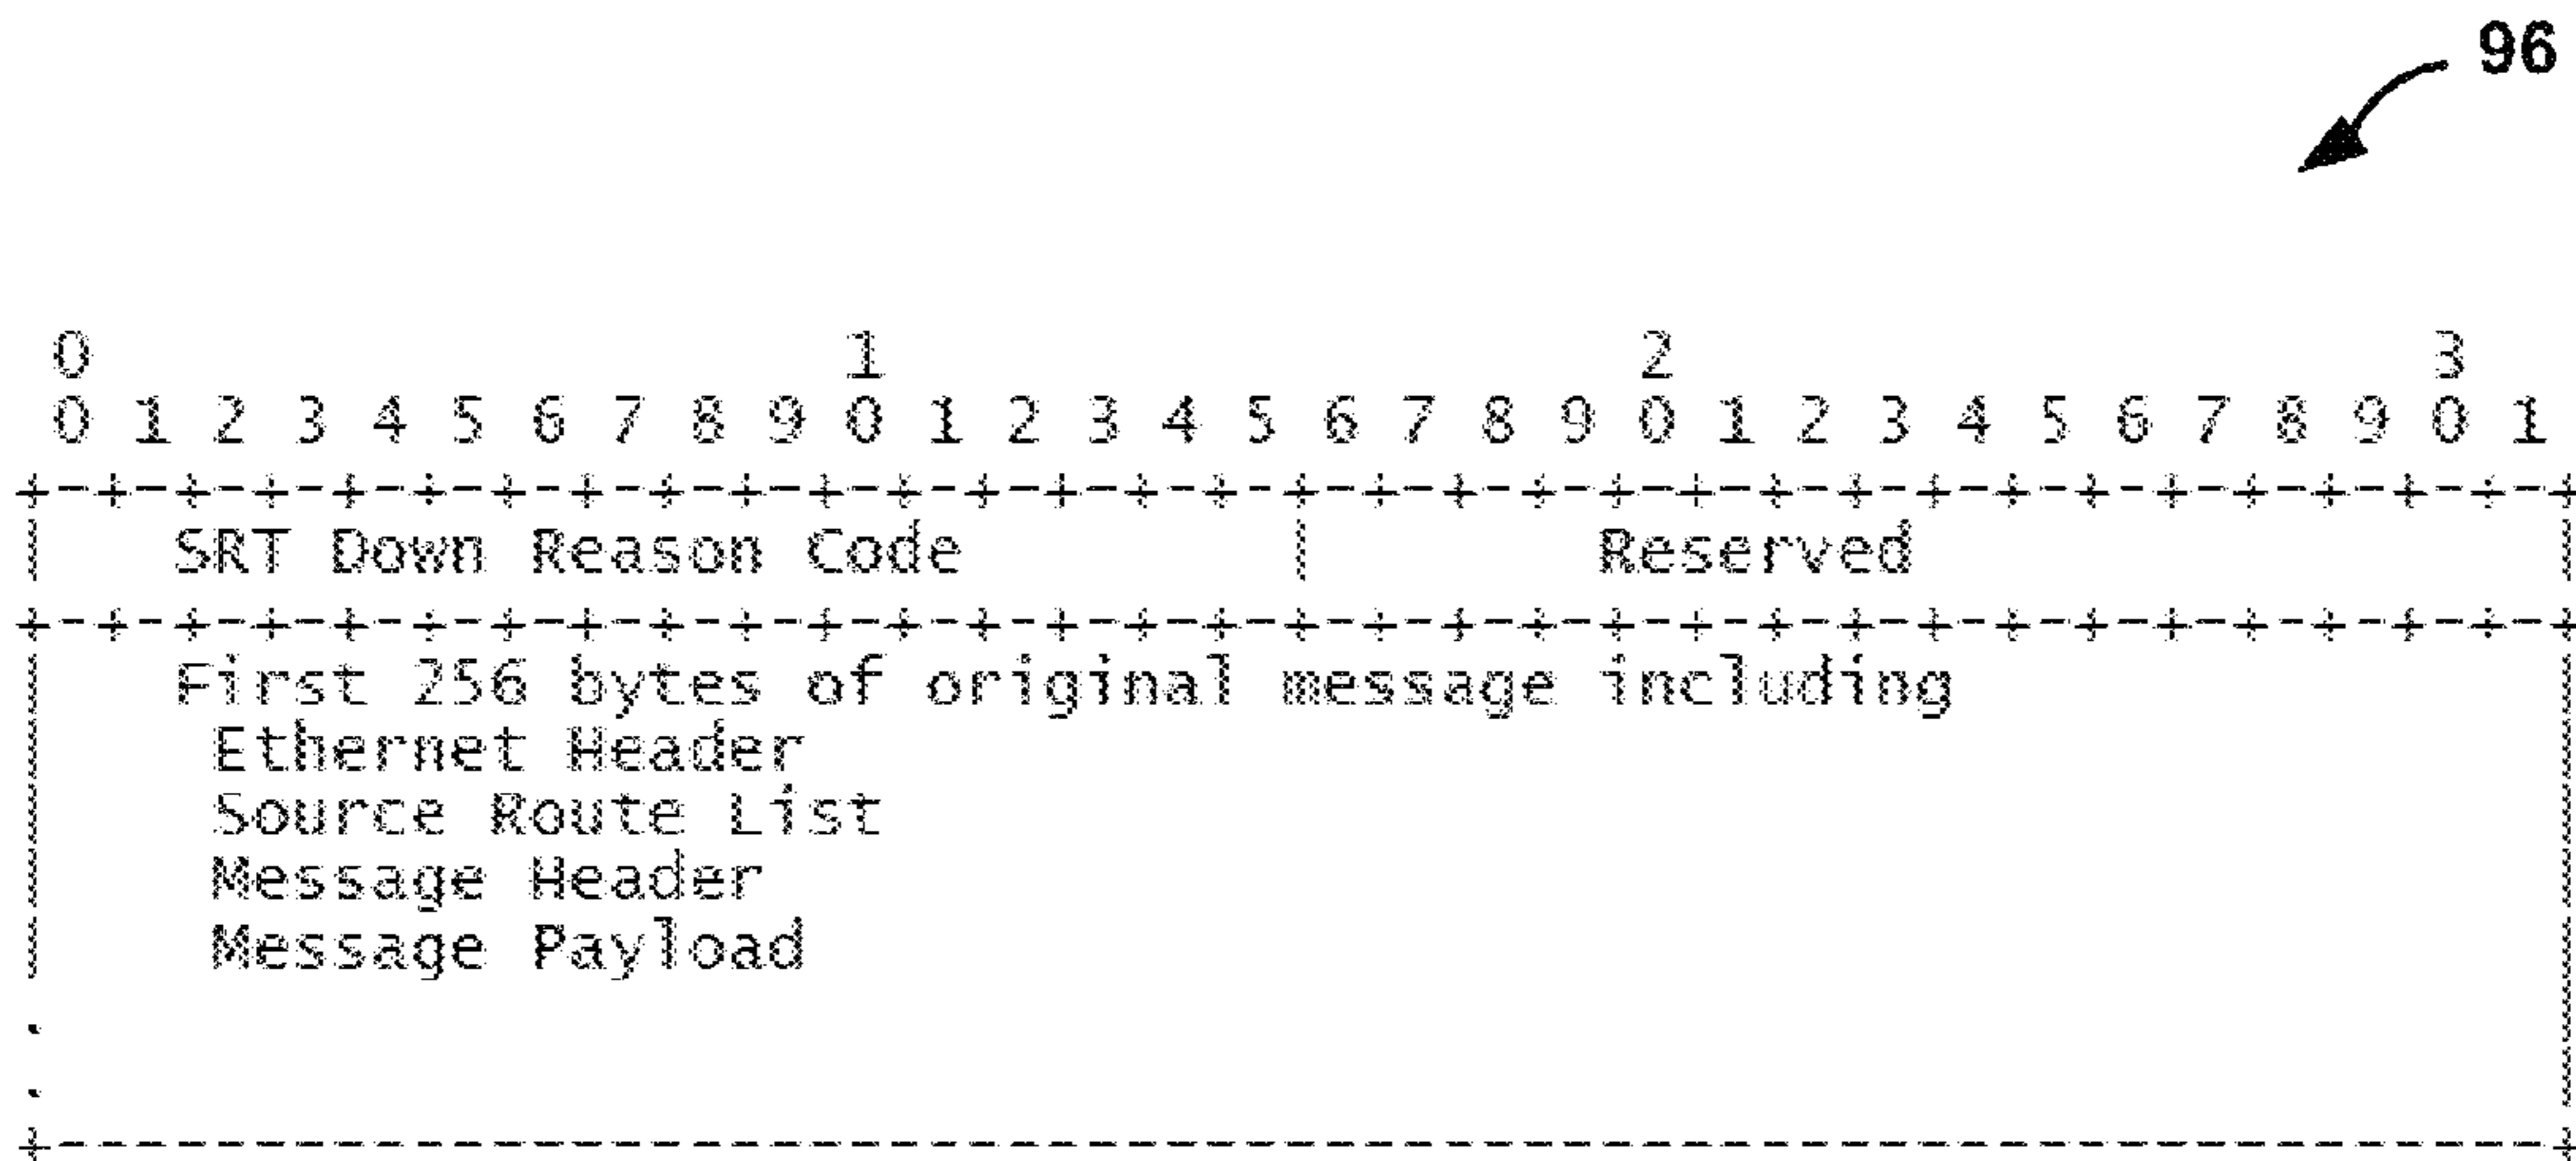 96
0                   1                   2                   3
0 1 2 3 4 5 6 7 8 9 0 1 2 3 4 5 6 7 8 9 0 1 2 3 4 5 6 7 8 9 0 1
+-+-+-+-+-+-+-+-+-+-+-+-+-+-+-+-+-+-+-+-+-+-+-+-+-+-+-+-+-+-+-+-+
|   SRT Down Reason Code        |       Reserved                |
+-+-+-+-+-+-+-+-+-+-+-+-+-+-+-+-+-+-+-+-+-+-+-+-+-+-+-+-+-+-+-+-+
|   First 256 bytes of original message including               |
|    Ethernet Header                                            |
|    Source Route List                                          |
|    Message Header                                             |
|    Message Payload                                            |
.                                                               |
.                                                               |
+---------------------------------------------------------------+